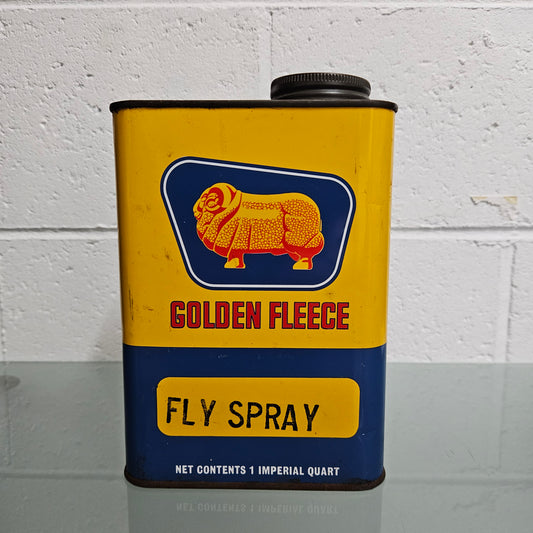 GOLDEN FLEECE
FLY SPRAY
NET CONTENTS 1 IMPERIAL QUART